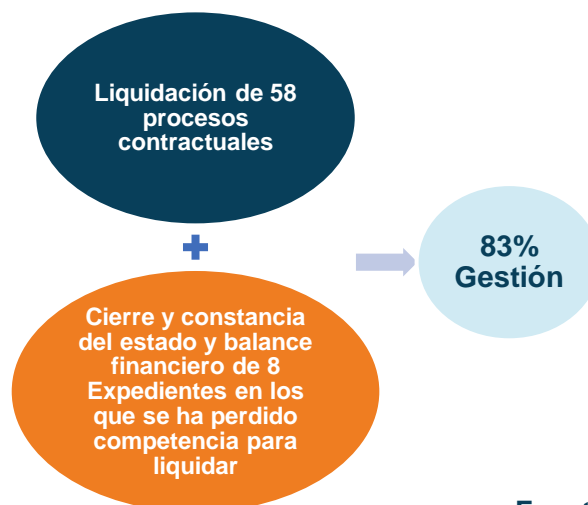 Liquidación de 58
procesos
contractuales
83%
Gestión
Cierre y constancia
del estado y balance
financiero de 8
Expedientes en los
que se ha perdido
competencia para
liquidar